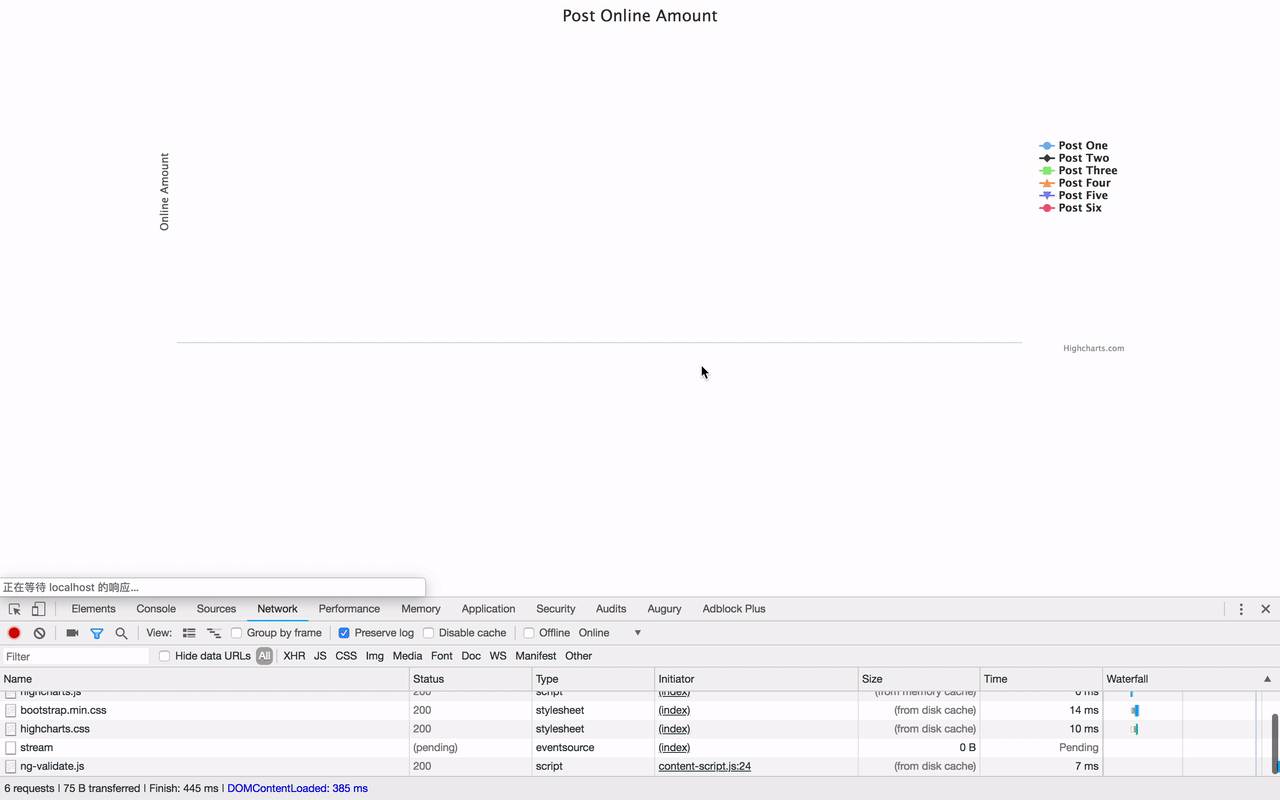 Post Online Amount
Online Amount
Post One
Post Two
Post Three
Post Four
Post Five
Post Six
Highcharts.com
正在等待 localhost 的响应...
Elements Console Sources Network Performance Memory Application Security Audits Augury Adblock Plus
View: Group by frame Preserve log Disable cache Offline Online
Filter Hide data URLs All XHR JS CSS Img Media Font Doc WS Manifest Other
Name Status Type Initiator Size Time Waterfall
highcharts.js 200 script (index) (from memory cache) 0 ms
bootstrap.min.css 200 stylesheet (index) (from disk cache) 14 ms
highcharts.css 200 stylesheet (index) (from disk cache) 10 ms
stream (pending) eventsource (index) 0 B Pending
ng-validate.js 200 script content-script.js:24 (from disk cache) 7 ms
6 requests | 75 B transferred | Finish: 445 ms | DOMContentLoaded: 385 ms